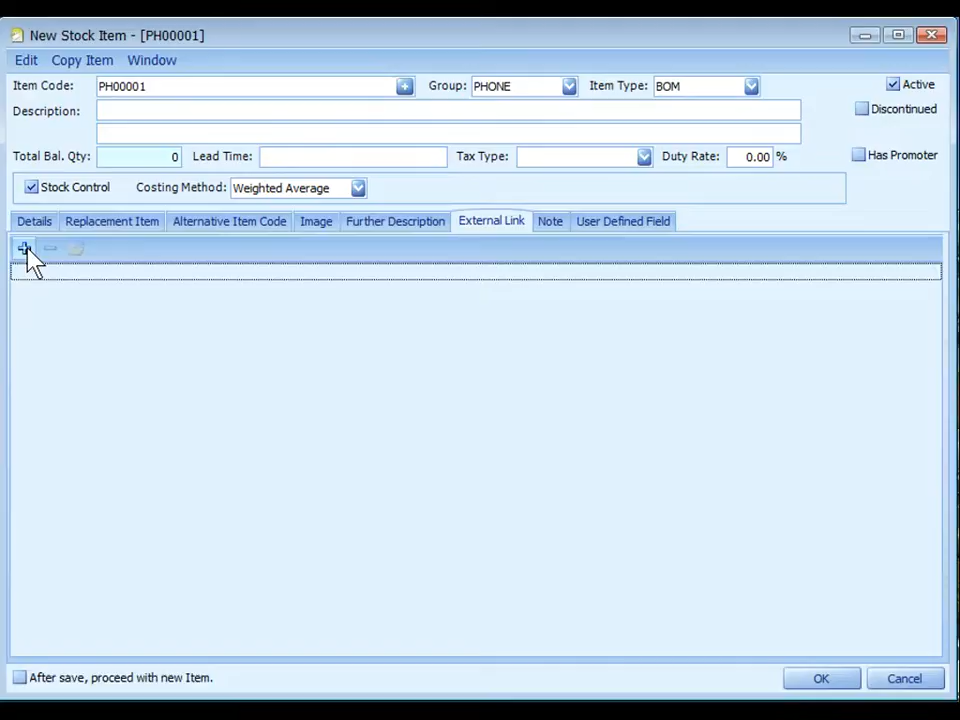 New Stock Item - [PH00001]
Edit Copy Item Window
Item Code: PH00001 Group: PHONE Item Type: BOM Active
Description: Discontinued
Total Bal. Qty: 0 Lead Time: Tax Type: Duty Rate: 0.00 % Has Promoter
Stock Control Costing Method: Weighted Average
Details Replacement Item Alternative Item Code Image Further Description External Link Note User Defined Field
After save, proceed with new Item. OK Cancel